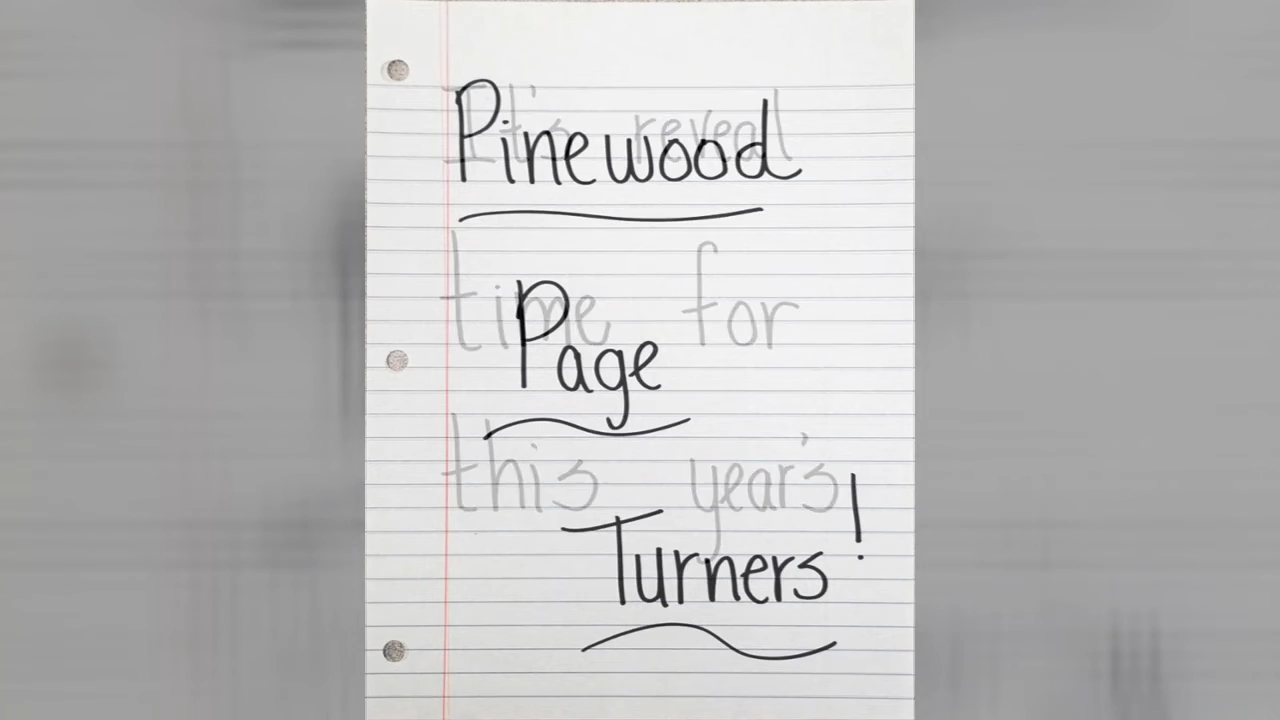 Pinewood
Page
Turners!
It's reveal
time for
this year's